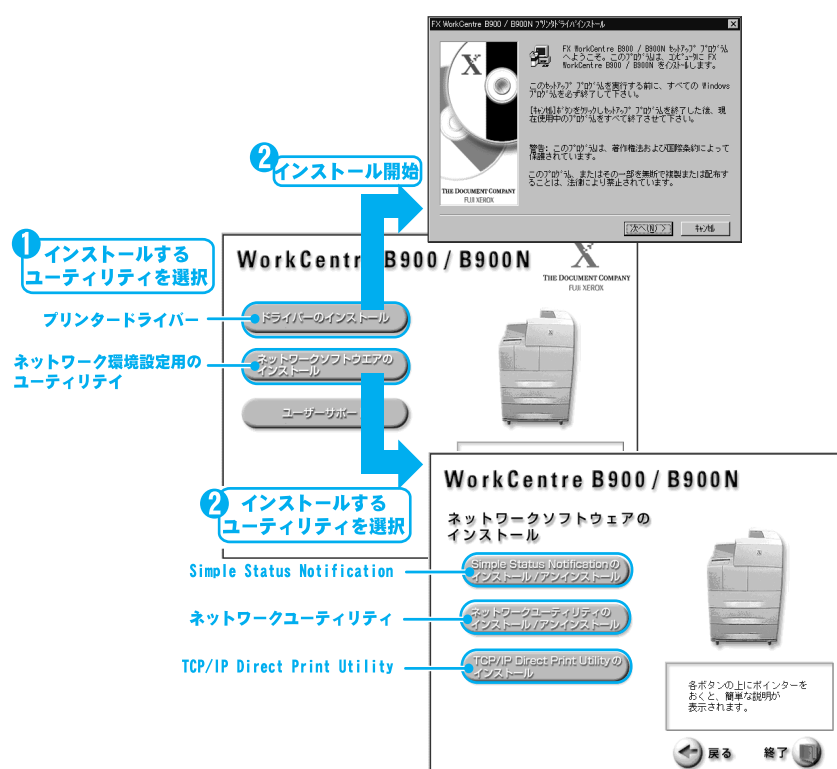 FX WorkCentre B900 / B900N プリンタドライバインストール
X
FX WorkCentre B900 / B900N セットアップ プログラム
へようこそ。このプログラムは、コンピュータに FX
WorkCentre B900 / B900N をインストールします。
このセットアップ プログラムを実行する前に、すべての Windows
プログラムを必ず終了して下さい。
[キャンセル]ボタンをクリックしセットアップ プログラムを終了した後、現
在使用中のプログラムをすべて終了させて下さい。
警告: このプログラムは、著作権法および国際条約によって
保護されています。
このプログラム、またはその一部を無断で複製または配布す
ることは、法律により禁止されています。
THE DOCUMENT COMPANY
FUJI XEROX
次へ(N) >
キャンセル
2
インストール開始
1
インストールする
ユーティリティを選択
WorkCentre B900 / B900N
X
THE DOCUMENT COMPANY
FUJI XEROX
プリンタードライバー
ドライバーのインストール
ネットワーク環境設定用の
ユーティリテイ
ネットワークソフトウエアの
インストール
ユーザーサポー
2
インストールする
ユーティリティを選択
WorkCentre B900 / B900N
ネットワークソフトウェアの
インストール
Simple Status Notification
Simple Status Notificationの
インストール/アンインストール
ネットワークユーティリティ
ネットワークユーティリティの
インストール/アンインストール
TCP/IP Direct Print Utility
TCP/IP Direct Print Utilityの
インストール
各ボタンの上にポインターを
おくと、簡単な説明が
表示されます。
戻る
終了